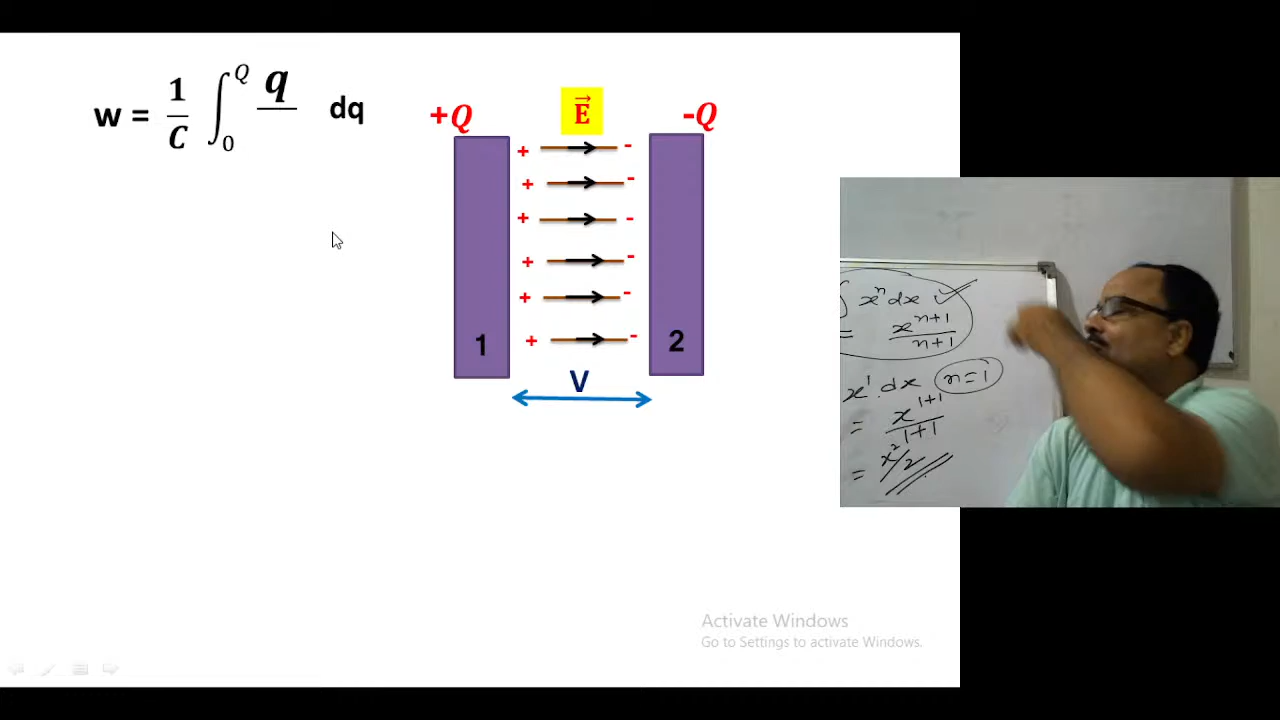 w = 1/C ∫₀^Q q dq
+Q E⃗ -Q
+ -
+ -
+ -
+ -
+ -
+ -
1 2
V
∫ xⁿ dx
= xⁿ⁺¹/n+1
x¹.dx n=1
= x¹⁺¹/1+1
= x²/2
Activate Windows
Go to Settings to activate Windows.